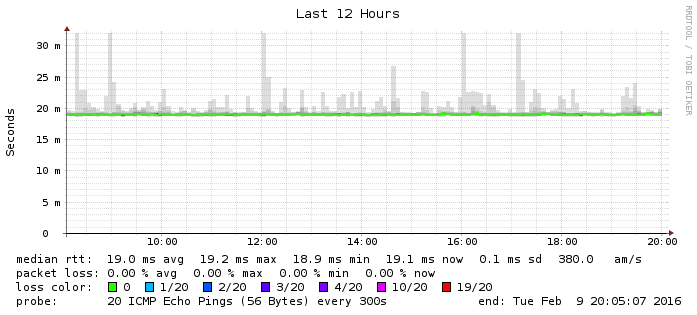 Last 12 Hours
RRDTOOL / TOBI OETIKER
Seconds
30 m
25 m
20 m
15 m
10 m
5 m
0
10:00 12:00 14:00 16:00 18:00 20:00
median rtt: 19.0 ms avg 19.2 ms max 18.9 ms min 19.1 ms now 0.1 ms sd 380.0 am/s
packet loss: 0.00 % avg 0.00 % max 0.00 % min 0.00 % now
loss color: 0 1/20 2/20 3/20 4/20 10/20 19/20
probe: 20 ICMP Echo Pings (56 Bytes) every 300s end: Tue Feb 9 20:05:07 2016